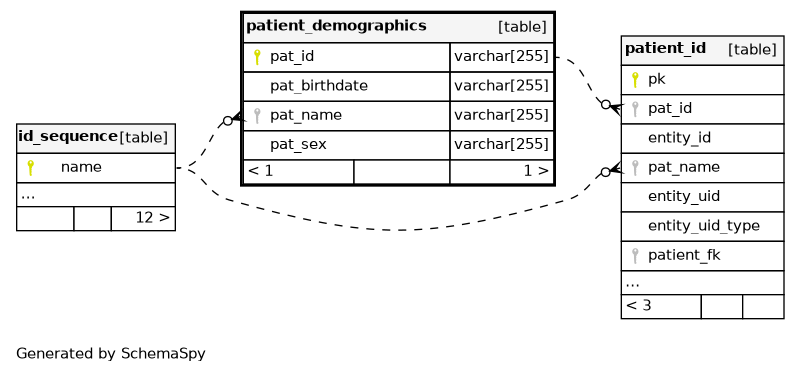 patient_demographics [table]
pat_id varchar[255]
pat_birthdate varchar[255]
pat_name varchar[255]
pat_sex varchar[255]
< 1 1 >
patient_id [table]
pk
pat_id
entity_id
pat_name
entity_uid
entity_uid_type
patient_fk
...
< 3
id_sequence [table]
name
...
12 >
Generated by SchemaSpy